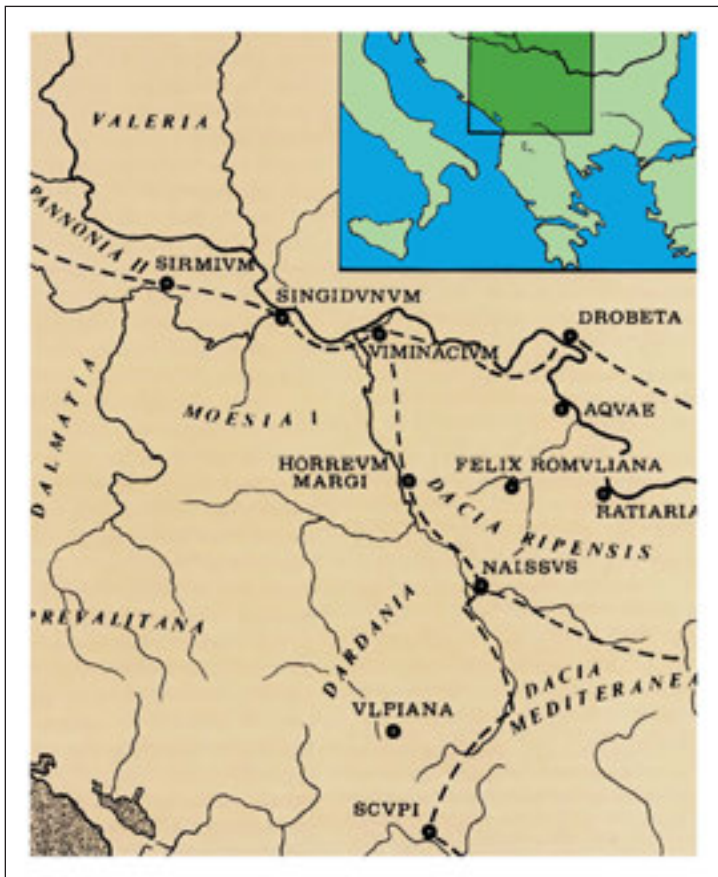 VALERIA
PANNONIA II
SIRMIVM
SINGIDVNVM
DROBETA
VIMINACIVM
AQVAE
MOESIA I
DALMATIA
HORREVM
MARGI
FELIX ROMVLIANA
RATIARIA
DACIA RIPENSIS
NAISSVS
PREVALITANA
DARDANIA
DACIA
MEDITERANEA
VLPIANA
SCVPI